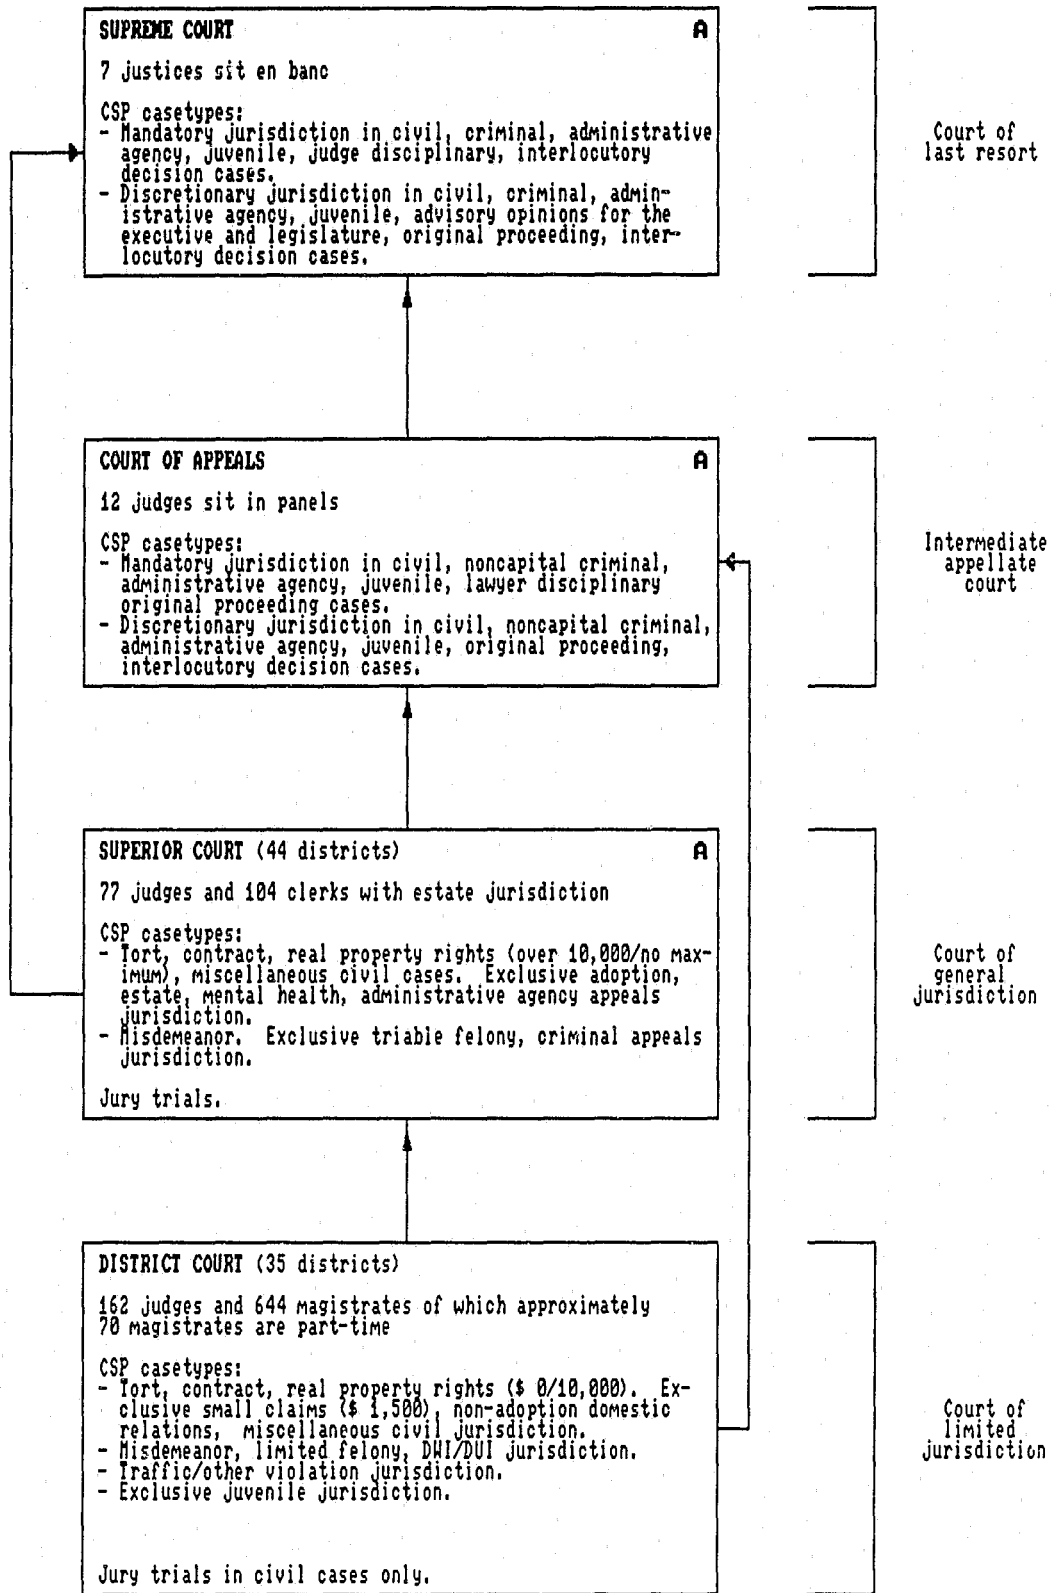 SUPREME COURT A
7 justices sit en banc
CSP casetypes:
- Mandatory jurisdiction in civil, criminal, administrative
agency, juvenile, judge disciplinary, interlocutory
decision cases.
- Discretionary jurisdiction in civil, criminal, admin-
istrative agency, juvenile, advisory opinions for the
executive and legislature, original proceeding, inter-
locutory decision cases.
Court of
last resort
COURT OF APPEALS A
12 judges sit in panels
CSP casetypes:
- Mandatory jurisdiction in civil, noncapital criminal,
administrative agency, juvenile, lawyer disciplinary
original proceeding cases.
- Discretionary jurisdiction in civil, noncapital criminal,
administrative agency, juvenile, original proceeding,
interlocutory decision cases.
Intermediate
appellate
court
SUPERIOR COURT (44 districts) A
77 judges and 104 clerks with estate jurisdiction
CSP casetypes:
- Tort, contract, real property rights (over 10,000/no max-
imum), miscellaneous civil cases. Exclusive adoption,
estate, mental health, administrative agency appeals
jurisdiction.
- Misdemeanor. Exclusive triable felony, criminal appeals
jurisdiction.
Jury trials.
Court of
general
jurisdiction
DISTRICT COURT (35 districts)
162 judges and 644 magistrates of which approximately
70 magistrates are part-time
CSP casetypes:
- Tort, contract, real property rights ($ 0/10,000). Ex-
clusive small claims ($ 1,500), non-adoption domestic
relations, miscellaneous civil jurisdiction.
- Misdemeanor, limited felony, DWI/DUI jurisdiction.
- Traffic/other violation jurisdiction.
- Exclusive juvenile jurisdiction.
Jury trials in civil cases only.
Court of
limited
jurisdiction